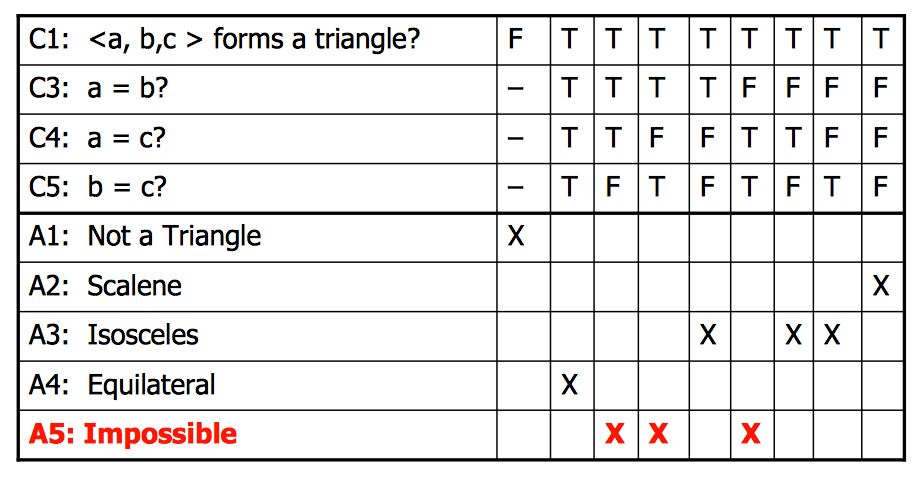 C1: <a, b,c > forms a triangle? F T T T T T T T T
C3: a = b? – T T T T F F F F
C4: a = c? – T T F F T T F F
C5: b = c? – T F T F T F T F
A1: Not a Triangle X
A2: Scalene X
A3: Isosceles X X X
A4: Equilateral X
A5: Impossible X X X